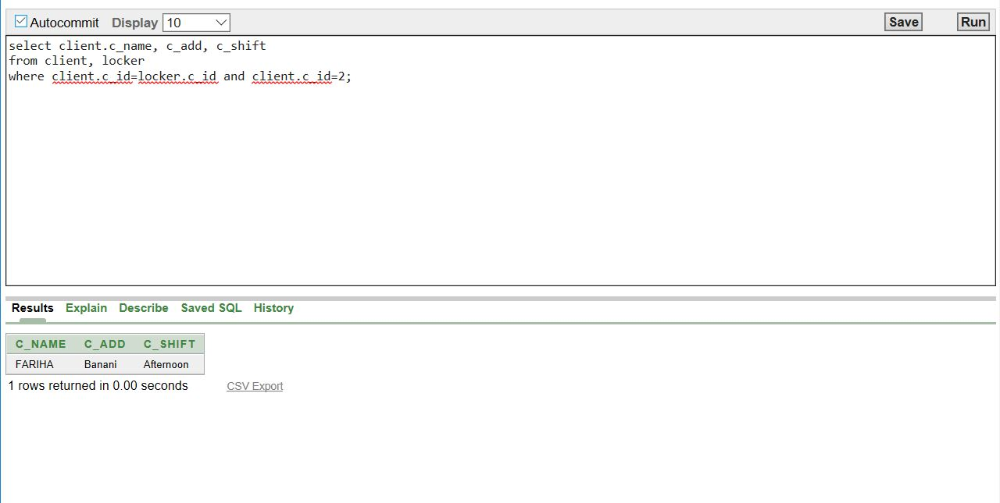 Autocommit Display 10 Save Run
select client.c_name, c_add, c_shift
from client, locker
where client.c_id=locker.c_id and client.c_id=2;
Results Explain Describe Saved SQL History
C_NAME C_ADD C_SHIFT
FARIHA Banani Afternoon
1 rows returned in 0.00 seconds CSV Export